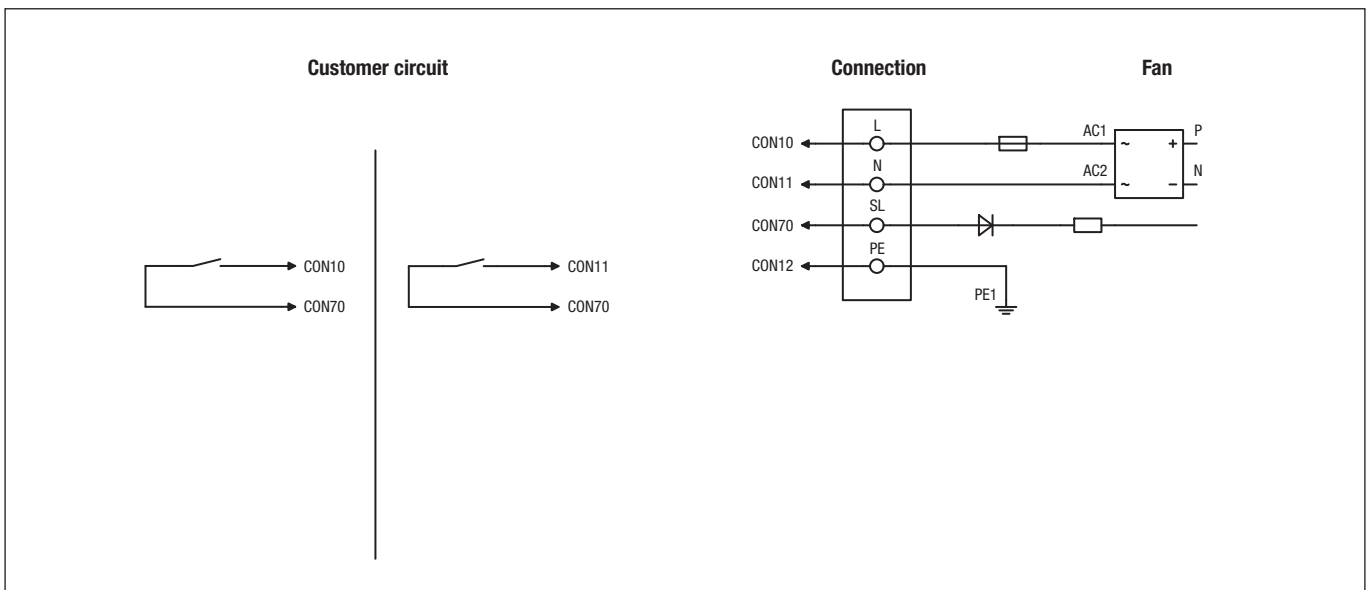 Customer circuit
Connection
Fan
CON10
CON70
CON11
CON70
CON10
L
AC1
~
+
P
CON11
N
AC2
~
–
N
CON70
SL
CON12
PE
PE1